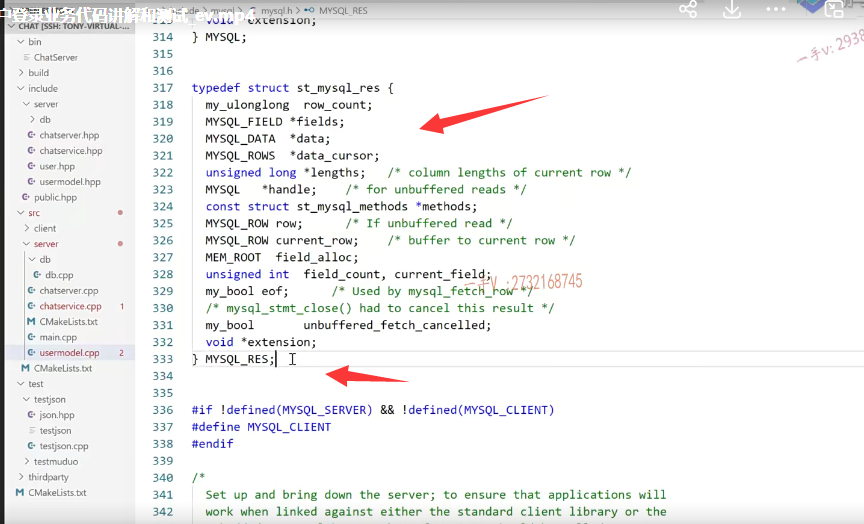 户登录业务代码讲解和测试_ev.mp4
mysql.h > MYSQL_RES
CHAT [SSH: TONY-VIRTUAL-...
bin
ChatServer
build
include
server
db
chatserver.hpp
chatservice.hpp
user.hpp
usermodel.hpp
public.hpp
src
client
server
db
db.cpp
chatserver.cpp
chatservice.cpp 1
CMakeLists.txt
main.cpp
usermodel.cpp 2
CMakeLists.txt
test
testjson
json.hpp
testjson
testjson.cpp
testmuduo
thirdparty
CMakeLists.txt
313 void *extension;
314 } MYSQL;
315
316
317 typedef struct st_mysql_res {
318 my_ulonglong row_count;
319 MYSQL_FIELD *fields;
320 MYSQL_DATA *data;
321 MYSQL_ROWS *data_cursor;
322 unsigned long *lengths; /* column lengths of current row */
323 MYSQL *handle; /* for unbuffered reads */
324 const struct st_mysql_methods *methods;
325 MYSQL_ROW row; /* If unbuffered read */
326 MYSQL_ROW current_row; /* buffer to current row */
327 MEM_ROOT field_alloc;
328 unsigned int field_count, current_field;
329 my_bool eof; /* Used by mysql_fetch_row */
330 /* mysql_stmt_close() had to cancel this result */
331 my_bool unbuffered_fetch_cancelled;
332 void *extension;
333 } MYSQL_RES;
334
335
336 #if !defined(MYSQL_SERVER) && !defined(MYSQL_CLIENT)
337 #define MYSQL_CLIENT
338 #endif
339
340 /*
341 Set up and bring down the server; to ensure that applications will
342 work when linked against either the standard client library or the
一手V :2732168745
一手V: 2938